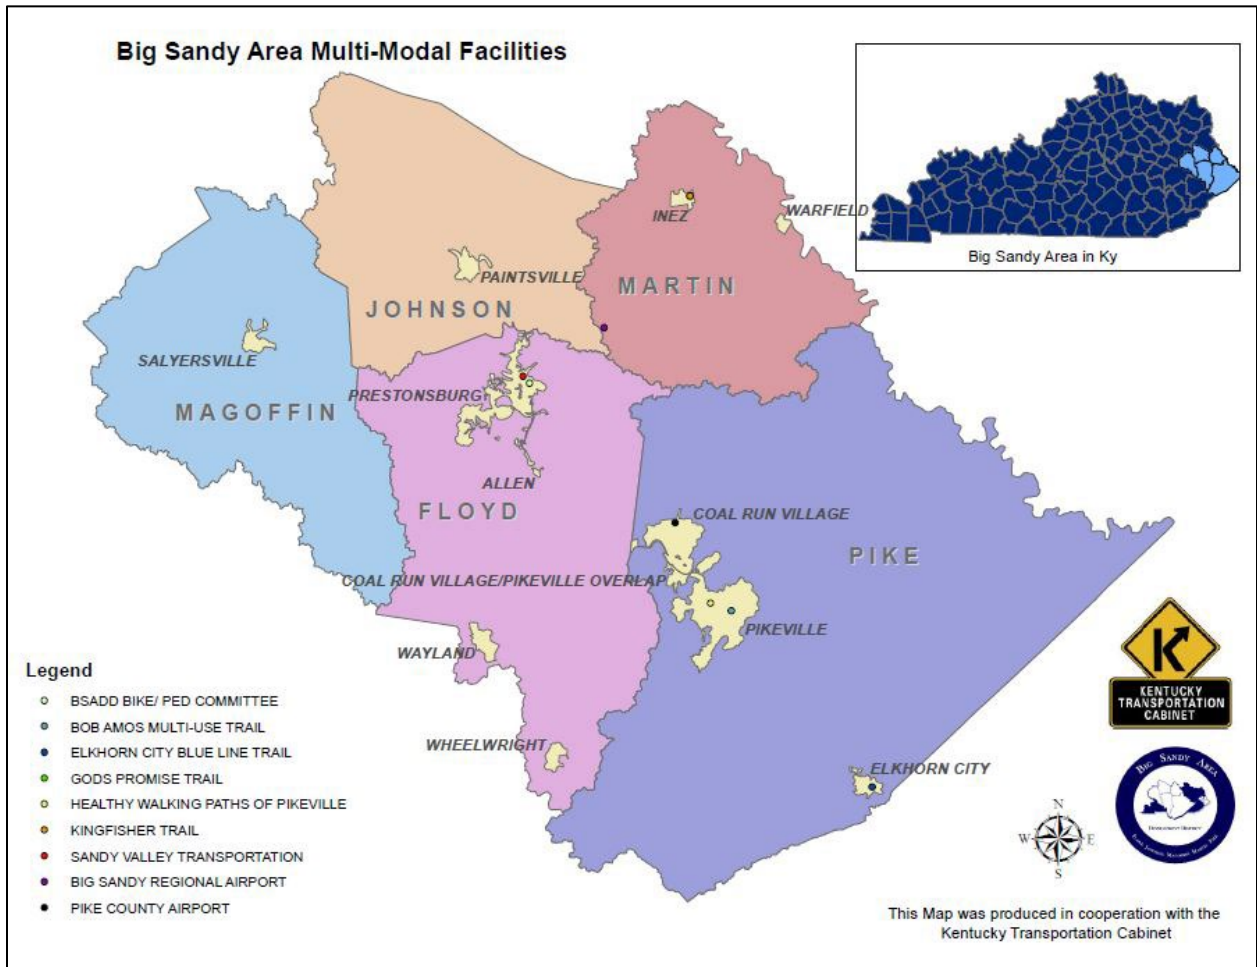 Big Sandy Area Multi-Modal Facilities
Big Sandy Area in Ky
INEZ
WARFIELD
PAINTSVILLE
MARTIN
JOHNSON
SALYERSVILLE
PRESTONSBURG
MAGOFFIN
ALLEN
FLOYD
COAL RUN VILLAGE
PIKE
COAL RUN VILLAGE/PIKEVILLE OVERLAP
PIKEVILLE
WAYLAND
WHEELWRIGHT
ELKHORN CITY
Legend
BSADD BIKE/ PED COMMITTEE
BOB AMOS MULTI-USE TRAIL
ELKHORN CITY BLUE LINE TRAIL
GODS PROMISE TRAIL
HEALTHY WALKING PATHS OF PIKEVILLE
KINGFISHER TRAIL
SANDY VALLEY TRANSPORTATION
BIG SANDY REGIONAL AIRPORT
PIKE COUNTY AIRPORT
K
KENTUCKY
TRANSPORTATION
CABINET
BIG SANDY AREA
DEVELOPMENT DISTRICT
N
W E
S
This Map was produced in cooperation with the
Kentucky Transportation Cabinet